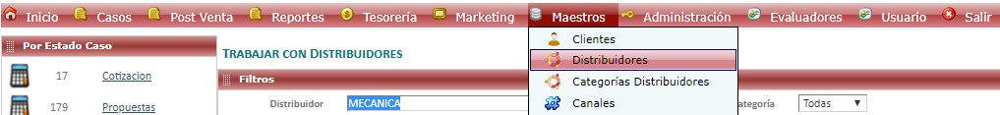 Inicio Casos Post Venta Reportes Tesorería Marketing Maestros Administración Evaluadores Usuario Salir
Por Estado Caso
17 Cotizacion
179 Propuestas
TRABAJAR CON DISTRIBUIDORES
Filtros
Distribuidor MECANICA
Clientes
Distribuidores
Categorías Distribuidores
Canales
ategoría Todas